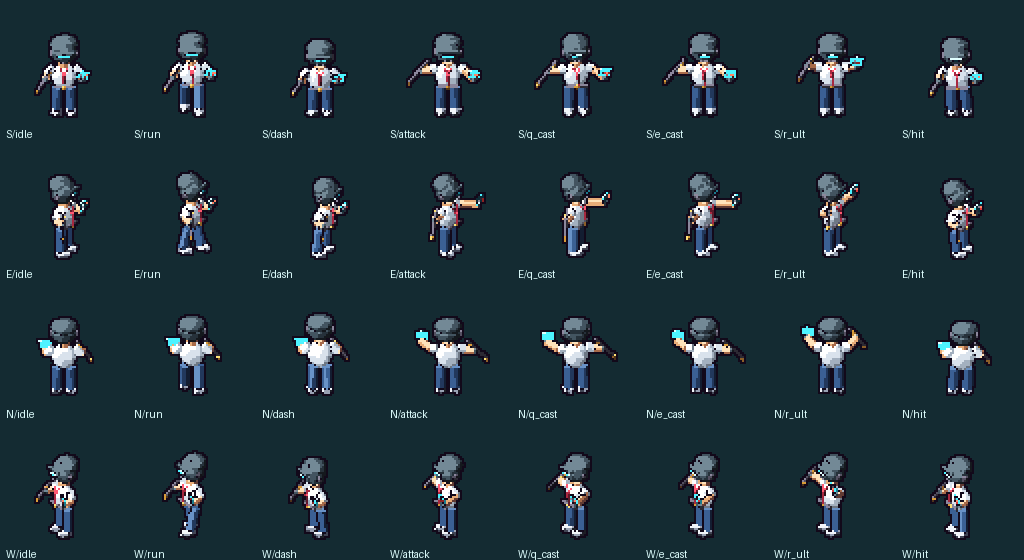 S/idle S/run S/dash S/attack S/q_cast S/e_cast S/r_ult S/hit
E/idle E/run E/dash E/attack E/q_cast E/e_cast E/r_ult E/hit
N/idle N/run N/dash N/attack N/q_cast N/e_cast N/r_ult N/hit
W/idle W/run W/dash W/attack W/q_cast W/e_cast W/r_ult W/hit